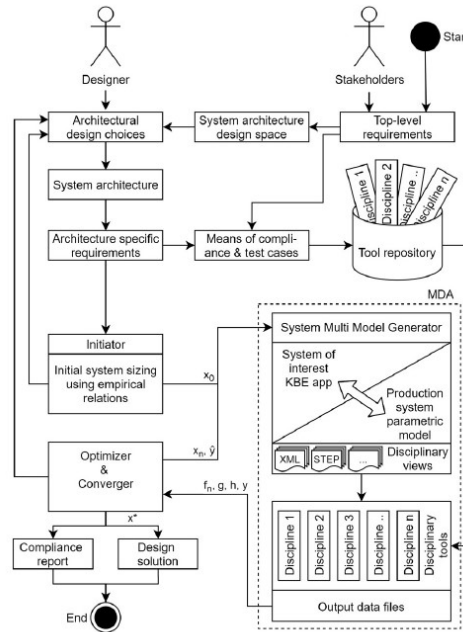 Start
Designer
Stakeholders
Architectural
design choices
System architecture
design space
Top-level
requirements
System architecture
Discipline 1
Discipline 2
Discipline ..
Discipline n
Architecture specific
requirements
Means of compli-
ance & test cases
Tool repository
MDA
Initiator
Initial system sizing
using empirical
relations
x₀
System Multi Model Generator
System of
interest
KBE app
Production
system
parametric
model
XML
STEP
...
Disciplinary
views
Optimizer
&
Converger
xₙ, ŷ
fₙ, g, h, y
x*
Discipline 1
Discipline 2
Discipline 3
Discipline ..
Discipline n
Disciplinary
tools
Compliance
report
Design
solution
Output data files
End